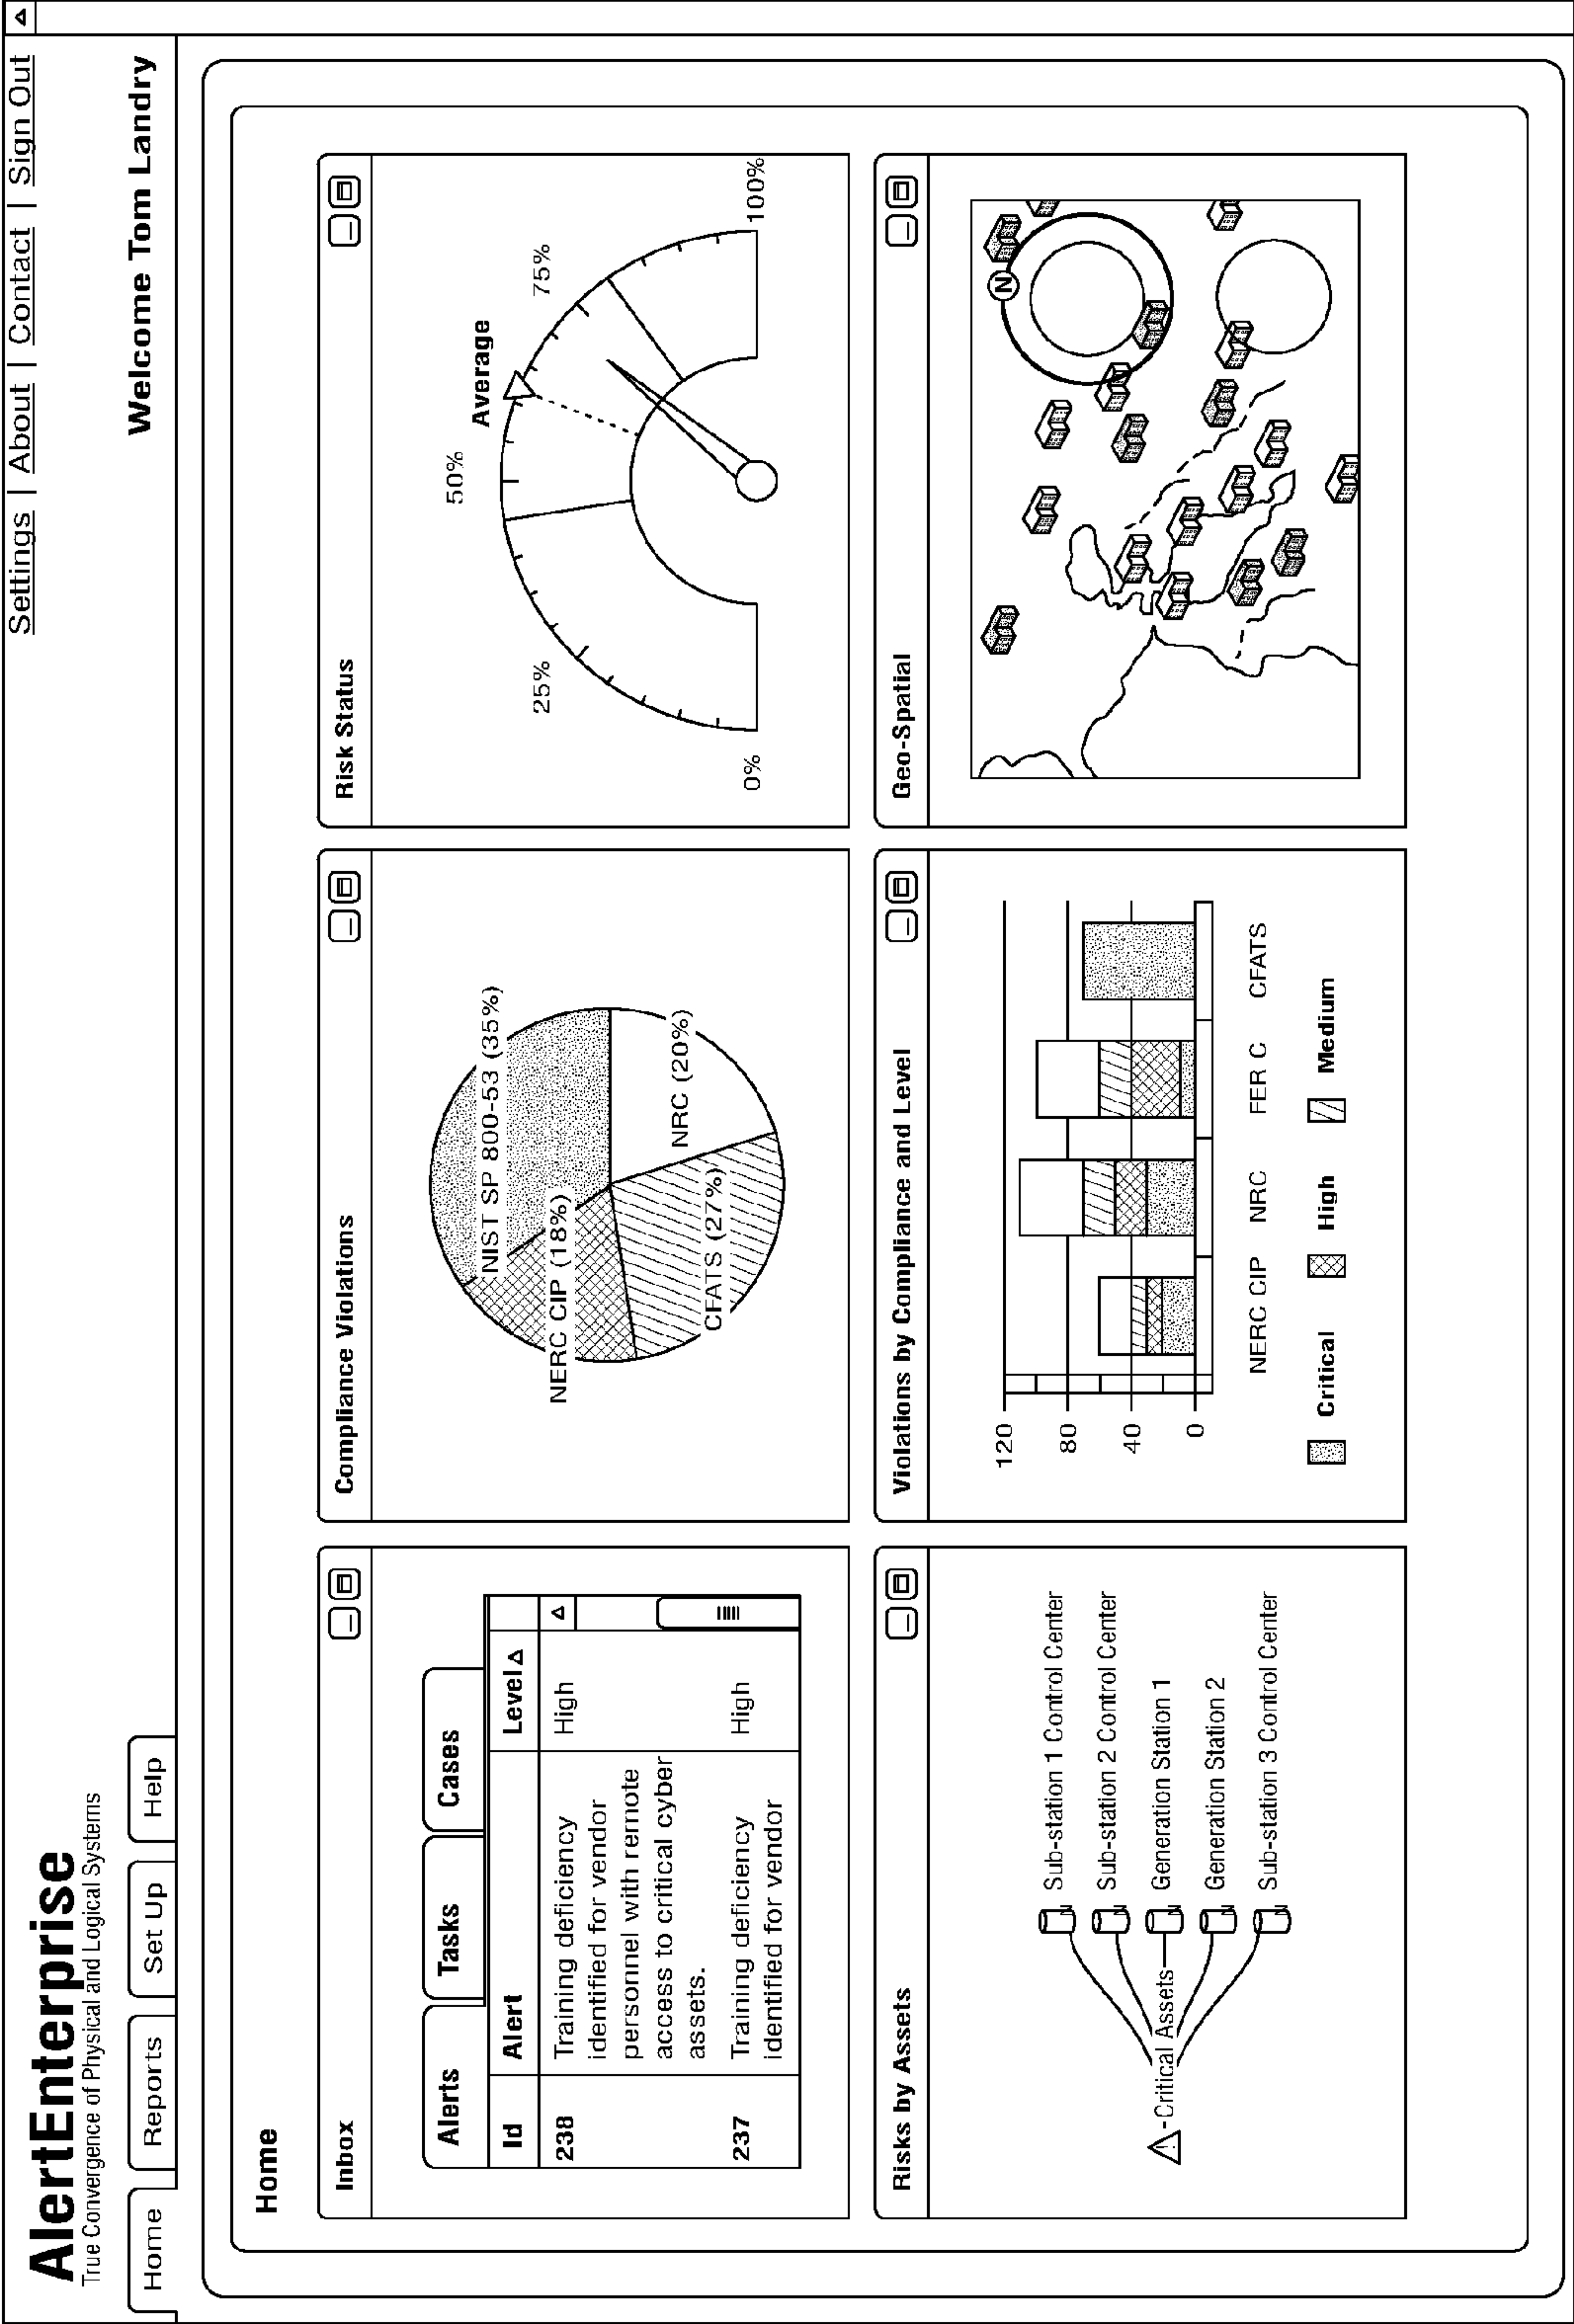 Settings | About | Contact | Sign Out
AlertEnterprise
True Convergence of Physical and Logical Systems
Welcome Tom Landry
Home
Reports
Set Up
Help
Home
Inbox
Alerts
Tasks
Cases
Id
Alert
Level
238
Training deficiency
identified for vendor
personnel with remote
access to critical cyber
assets.
High
237
Training deficiency
identified for vendor
High
Compliance Violations
NIST SP 800-53 (35%)
NERC CIP (18%)
NRC (20%)
CFATS (27%)
Risk Status
Average
0%
25%
50%
75%
100%
Risks by Assets
Critical Assets
Sub-station 1 Control Center
Sub-station 2 Control Center
Generation Station 1
Generation Station 2
Sub-station 3 Control Center
Violations by Compliance and Level
120
80
40
0
NERC CIP
NRC
FER C
CFATS
Critical
High
Medium
Geo-Spatial
N